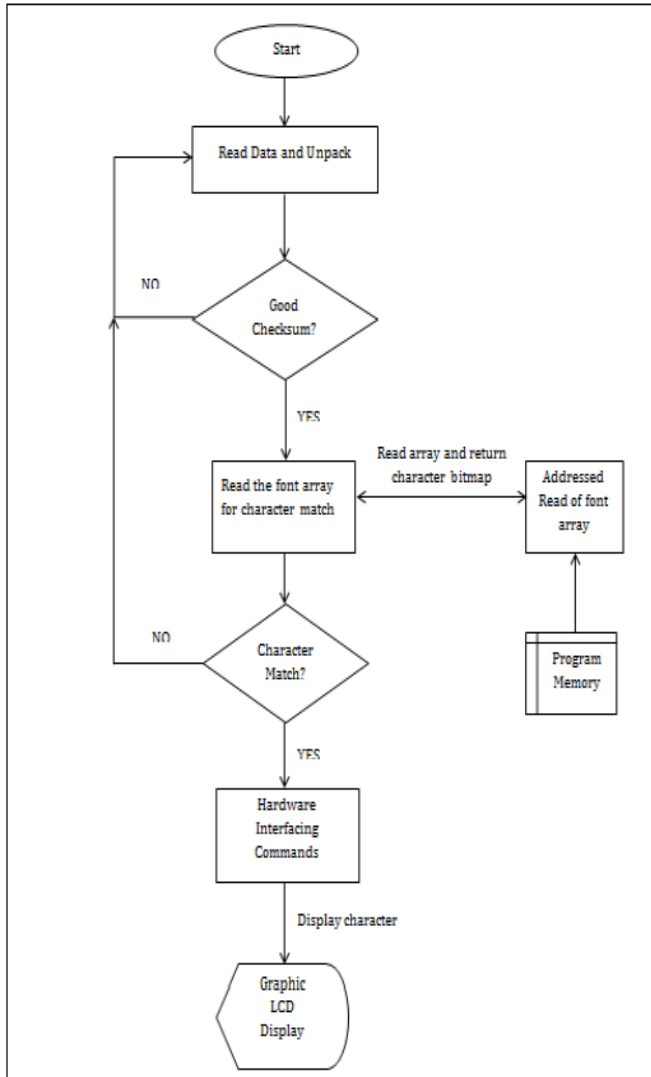 Start
Read Data and Unpack
NO
Good
Checksum?
YES
Read array and return
character bitmap
Read the font array
for character match
Addressed
Read of font
array
NO
Character
Match?
Program
Memory
YES
Hardware
Interfacing
Commands
Display character
Graphic
LCD
Display